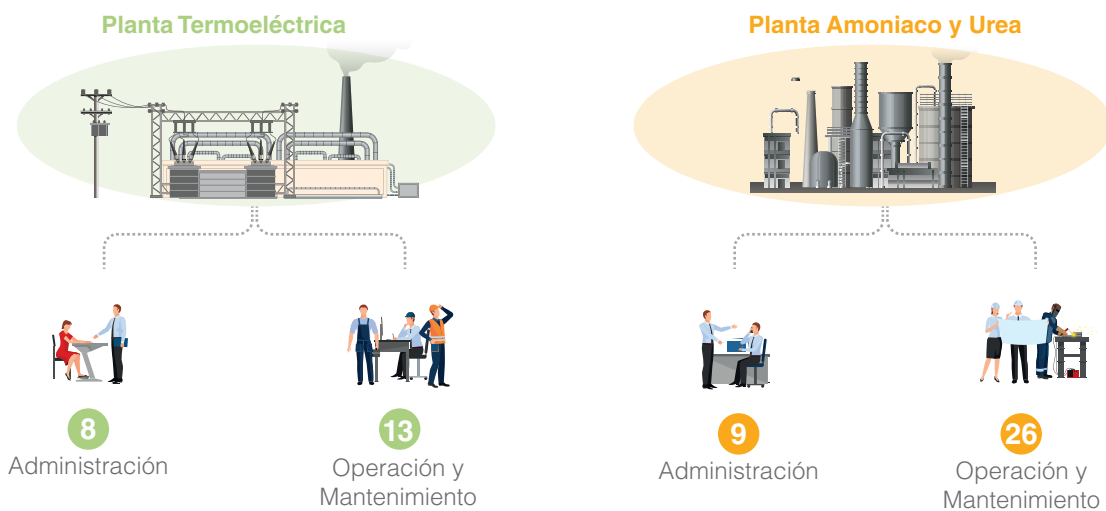 Planta Termoeléctrica
8
Administración
13
Operación y
Mantenimiento
Planta Amoniaco y Urea
9
Administración
26
Operación y
Mantenimiento